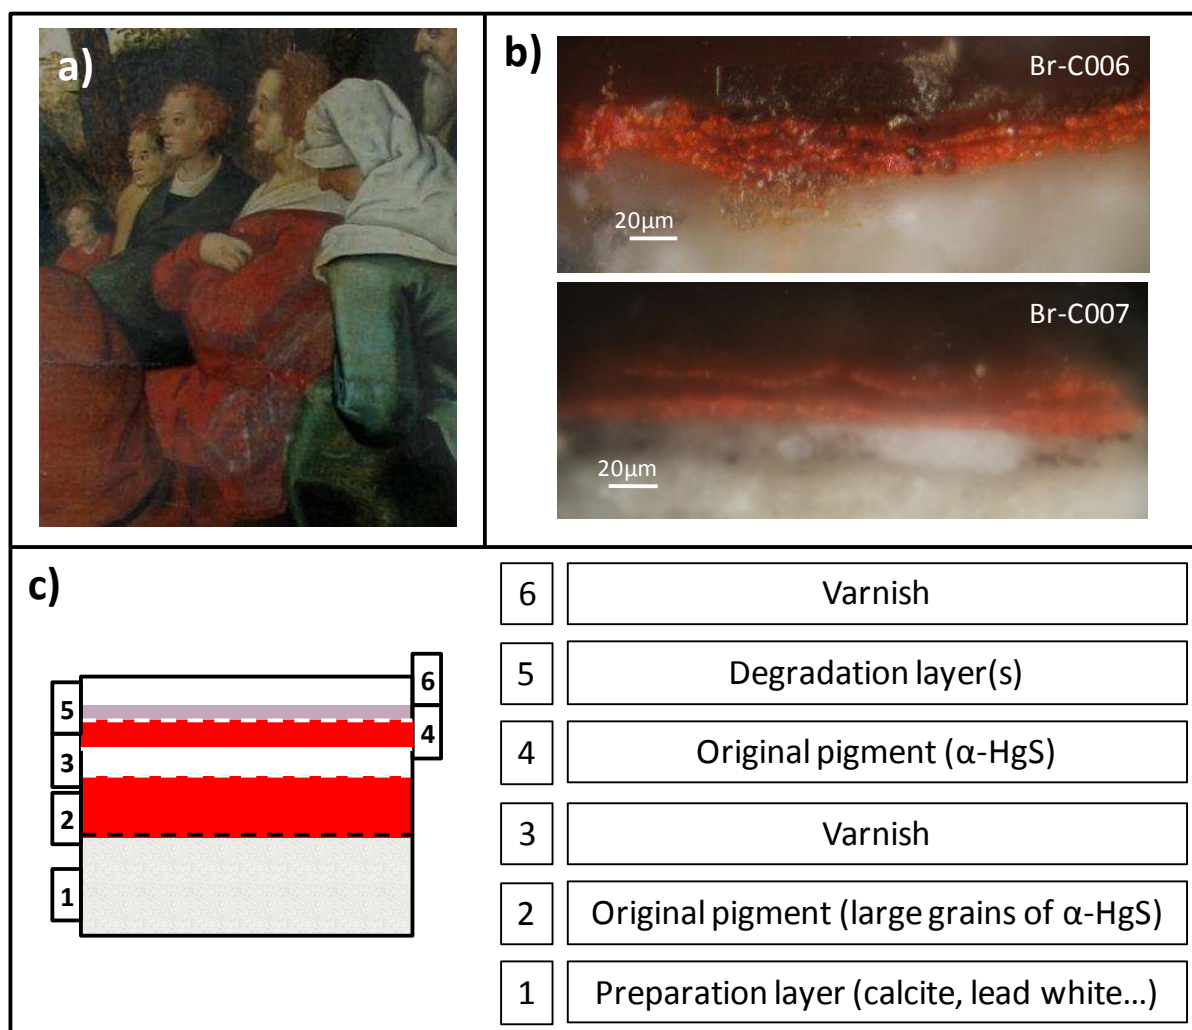 a)
b)
Br-C006
20µm
Br-C007
20µm
c)
6
5
4
3
2
1
6 Varnish
5 Degradation layer(s)
4 Original pigment (α-HgS)
3 Varnish
2 Original pigment (large grains of α-HgS)
1 Preparation layer (calcite, lead white…)